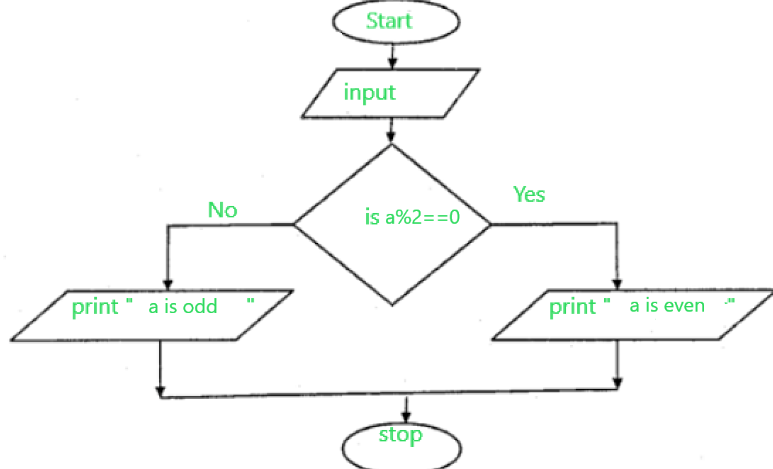 Start
input
is a%2==0
No
Yes
print " a is odd "
print " a is even "
stop